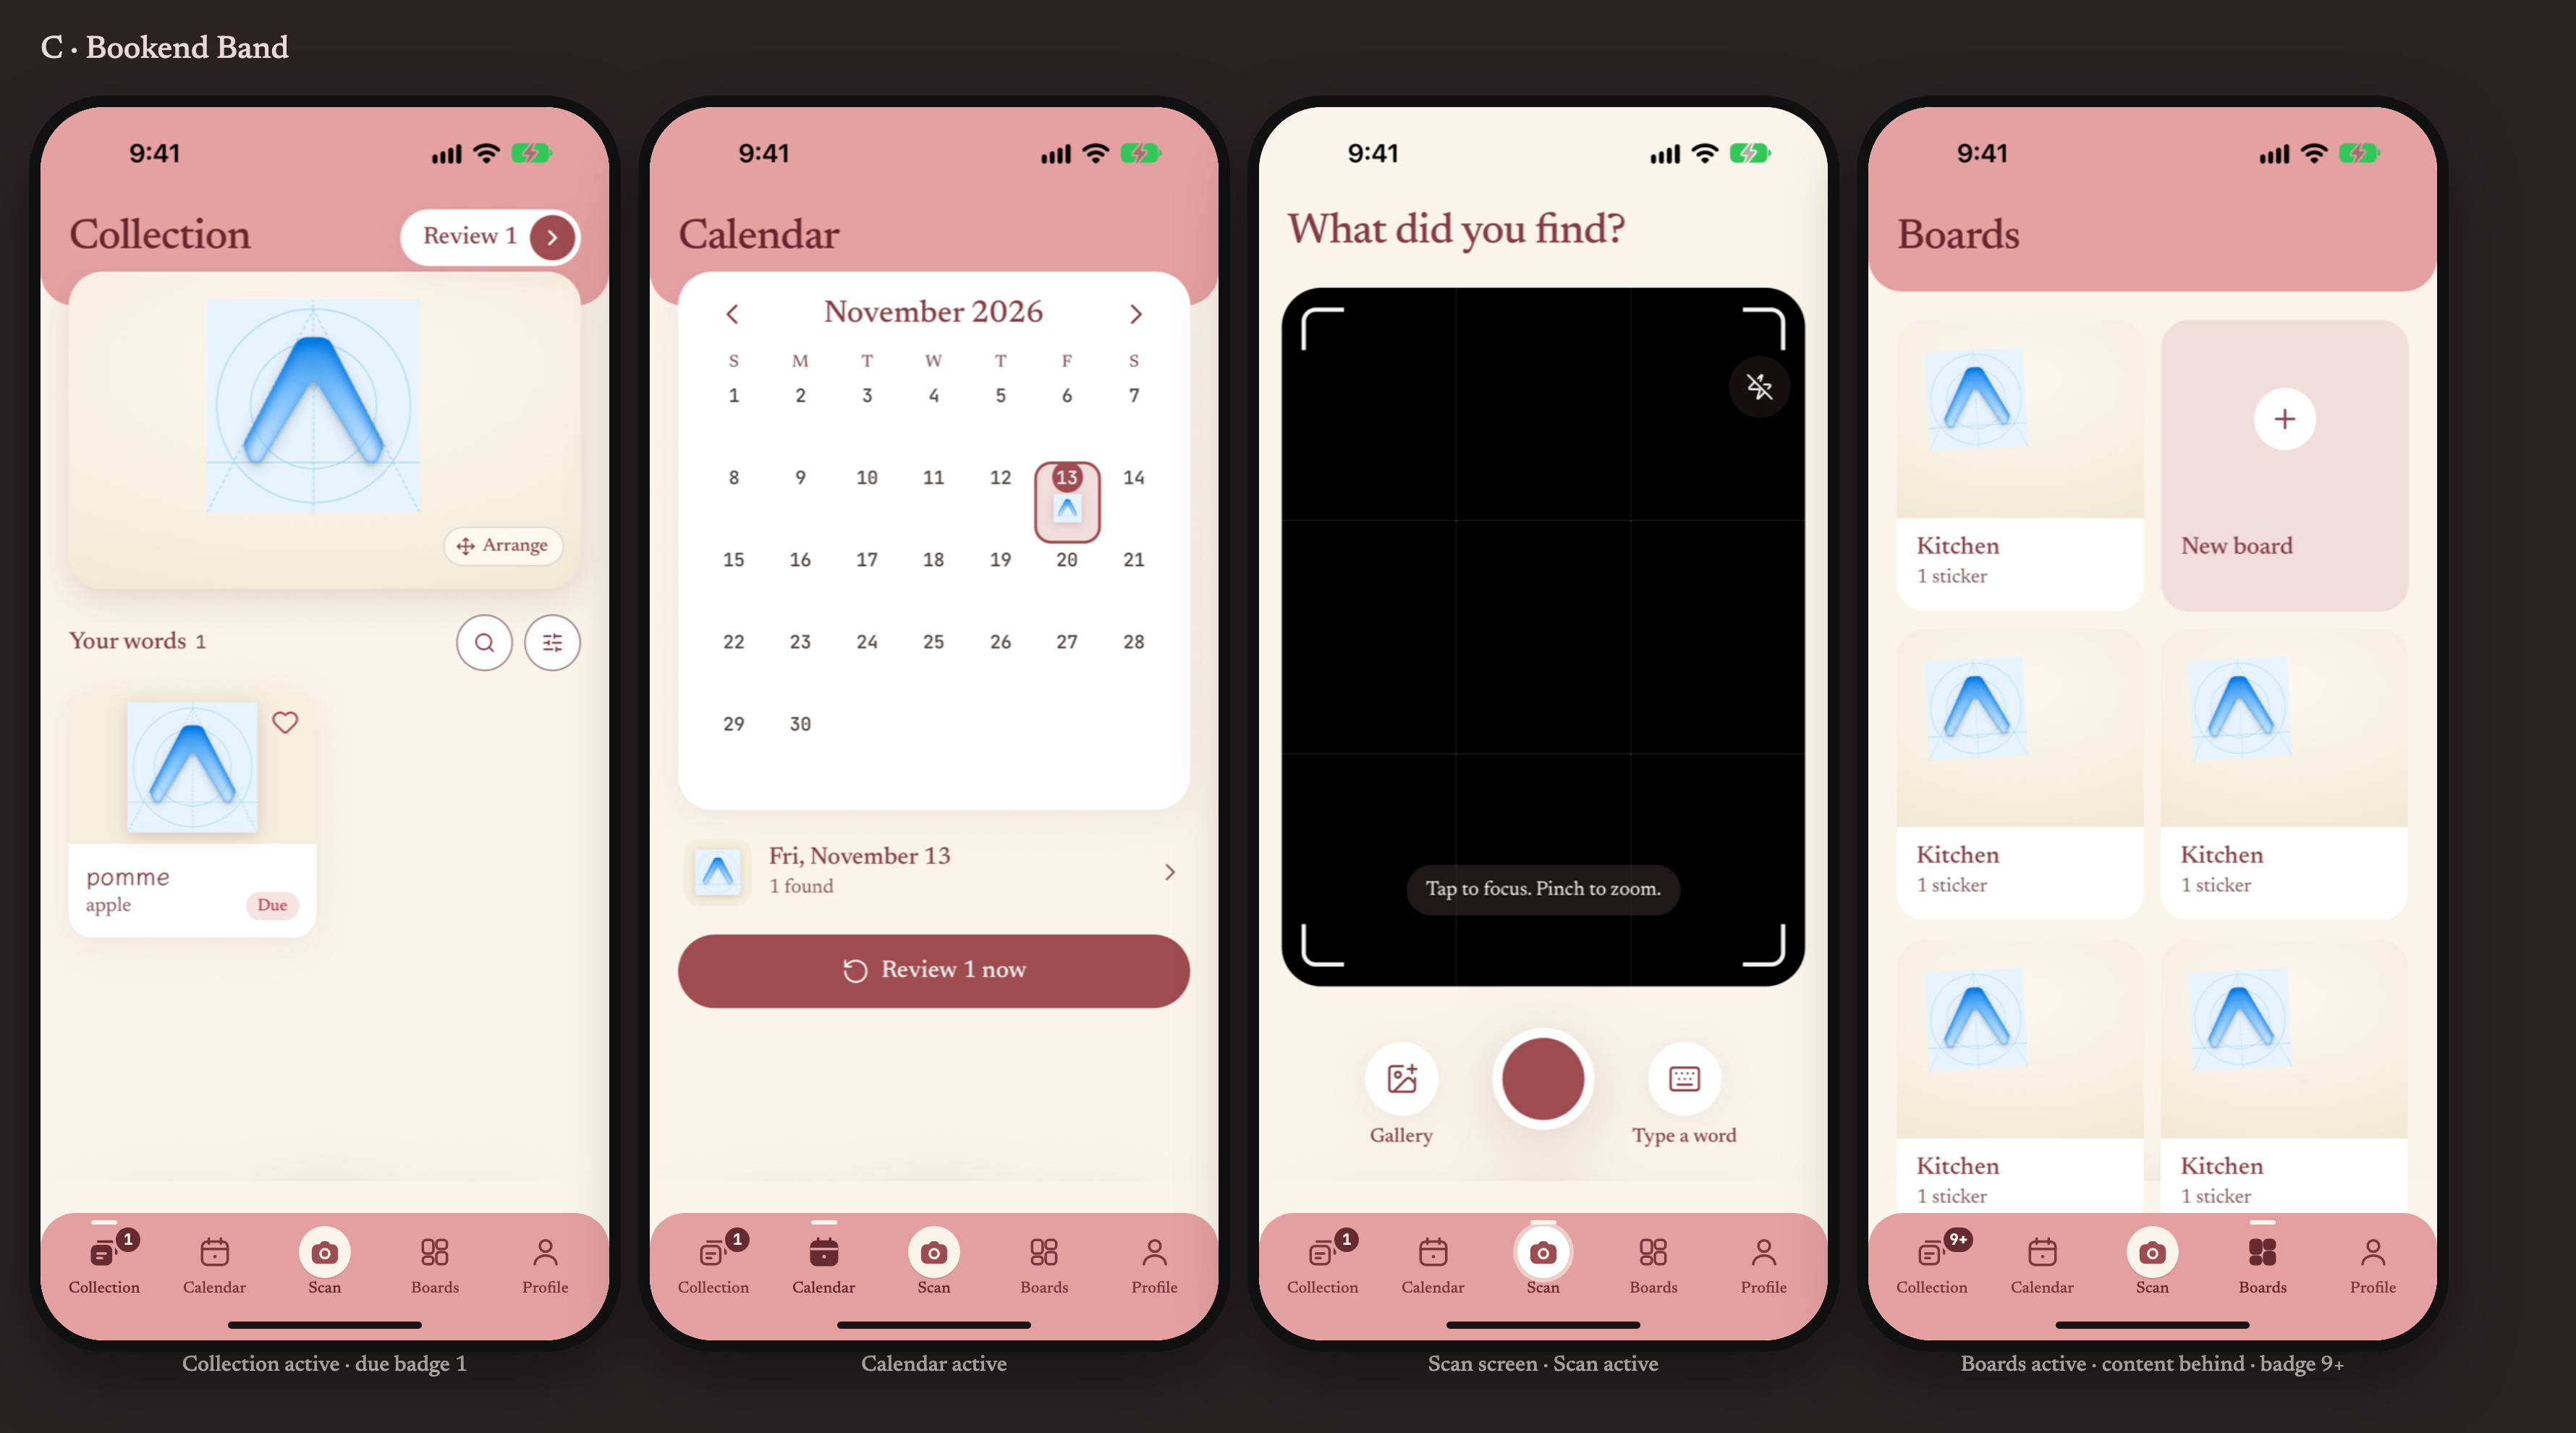 C · Bookend Band
9:41
Collection
Review 1
Arrange
Your words 1
pomme
apple
Due
1
Collection
Calendar
Scan
Boards
Profile
Collection active · due badge 1
9:41
Calendar
November 2026
S M T W T F S
1 2 3 4 5 6 7
8 9 10 11 12 13 14
15 16 17 18 19 20 21
22 23 24 25 26 27 28
29 30
Fri, November 13
1 found
Review 1 now
1
Collection
Calendar
Scan
Boards
Profile
Calendar active
9:41
What did you find?
Tap to focus. Pinch to zoom.
Gallery
Type a word
1
Collection
Calendar
Scan
Boards
Profile
Scan screen · Scan active
9:41
Boards
Kitchen
1 sticker
New board
Kitchen
1 sticker
Kitchen
1 sticker
Kitchen
1 sticker
Kitchen
1 sticker
9+
Collection
Calendar
Scan
Boards
Profile
Boards active · content behind · badge 9+